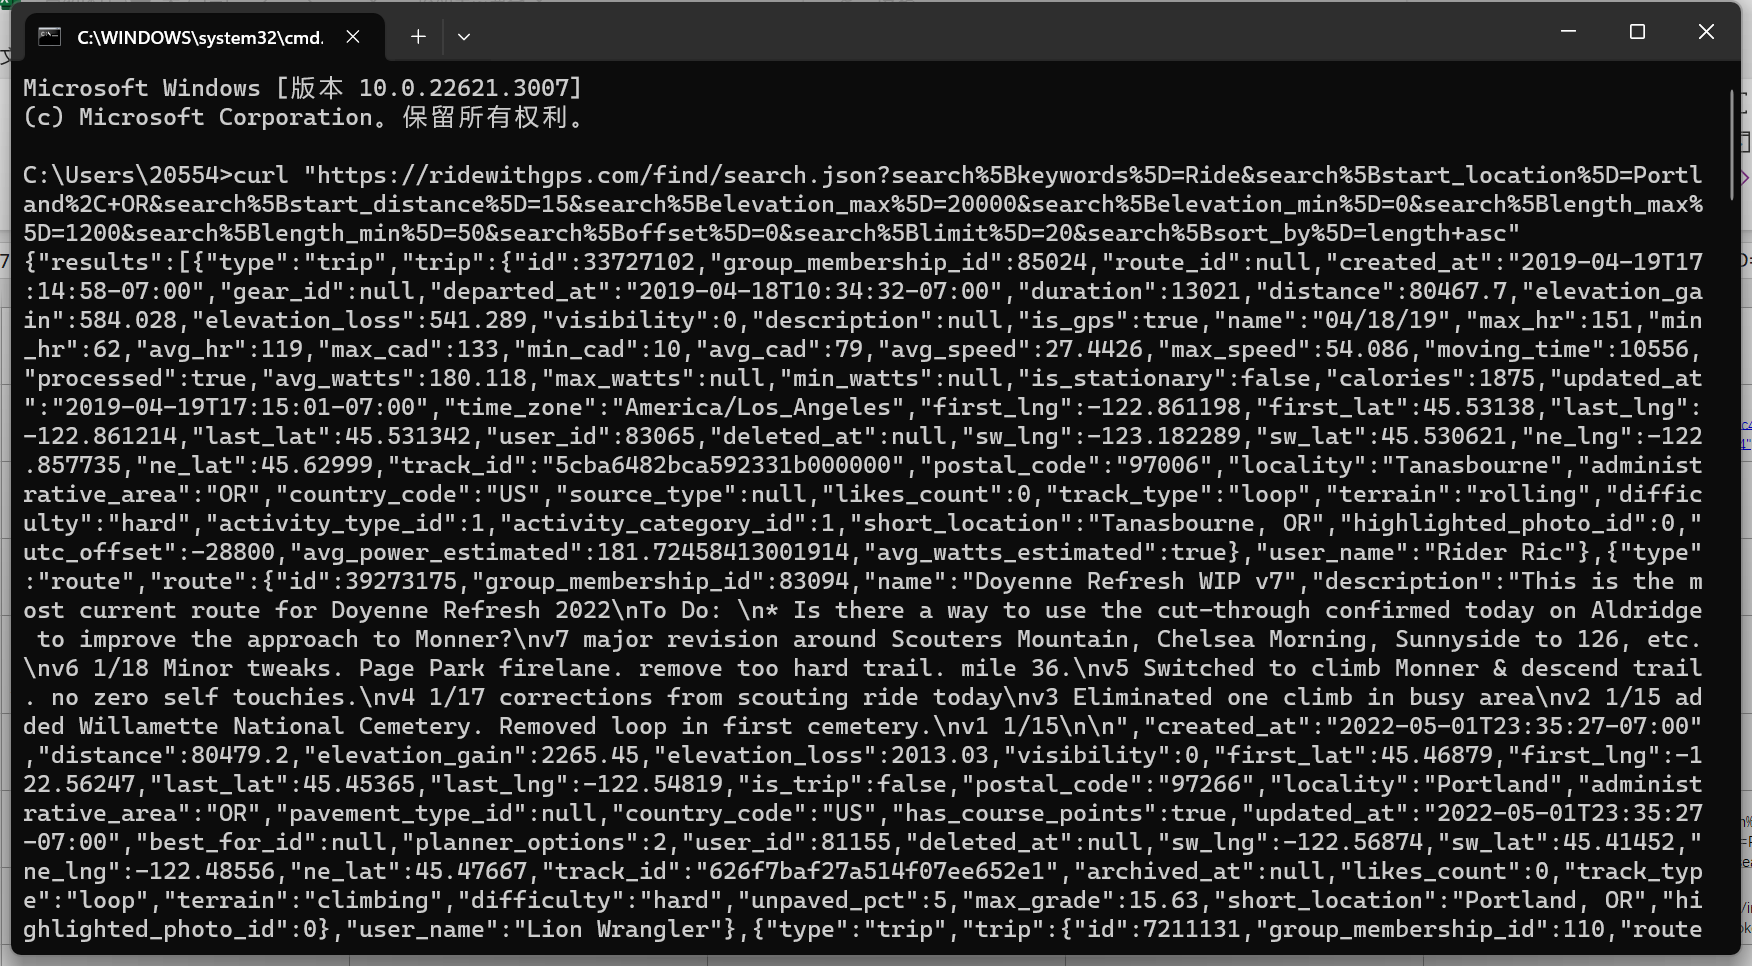 C:\WINDOWS\system32\cmd.
Microsoft Windows [版本 10.0.22621.3007]
(c) Microsoft Corporation。保留所有权利。
C:\Users\20554>curl "https://ridewithgps.com/find/search.json?search%5Bkeywords%5D=Ride&search%5Bstart_location%5D=Portl
and%2C+OR&search%5Bstart_distance%5D=15&search%5Belevation_max%5D=20000&search%5Belevation_min%5D=0&search%5Blength_max%
5D=1200&search%5Blength_min%5D=50&search%5Boffset%5D=0&search%5Blimit%5D=20&search%5Bsort_by%5D=length+asc"
{"results":[{"type":"trip","trip":{"id":33727102,"group_membership_id":85024,"route_id":null,"created_at":"2019-04-19T17
:14:58-07:00","gear_id":null,"departed_at":"2019-04-18T10:34:32-07:00","duration":13021,"distance":80467.7,"elevation_ga
in":584.028,"elevation_loss":541.289,"visibility":0,"description":null,"is_gps":true,"name":"04/18/19","max_hr":151,"min
_hr":62,"avg_hr":119,"max_cad":133,"min_cad":10,"avg_cad":79,"avg_speed":27.4426,"max_speed":54.086,"moving_time":10556,
"processed":true,"avg_watts":180.118,"max_watts":null,"min_watts":null,"is_stationary":false,"calories":1875,"updated_at
":"2019-04-19T17:15:01-07:00","time_zone":"America/Los_Angeles","first_lng":-122.861198,"first_lat":45.53138,"last_lng":
-122.861214,"last_lat":45.531342,"user_id":83065,"deleted_at":null,"sw_lng":-123.182289,"sw_lat":45.530621,"ne_lng":-122
.857735,"ne_lat":45.62999,"track_id":"5cba6482bca592331b000000","postal_code":"97006","locality":"Tanasbourne","administ
rative_area":"OR","country_code":"US","source_type":null,"likes_count":0,"track_type":"loop","terrain":"rolling","diffic
ulty":"hard","activity_type_id":1,"activity_category_id":1,"short_location":"Tanasbourne, OR","highlighted_photo_id":0,"
utc_offset":-28800,"avg_power_estimated":181.72458413001914,"avg_watts_estimated":true},"user_name":"Rider Ric"},{"type"
:"route","route":{"id":39273175,"group_membership_id":83094,"name":"Doyenne Refresh WIP v7","description":"This is the m
ost current route for Doyenne Refresh 2022\nTo Do: \n* Is there a way to use the cut-through confirmed today on Aldridge
 to improve the approach to Monner?\nv7 major revision around Scouters Mountain, Chelsea Morning, Sunnyside to 126, etc.
\nv6 1/18 Minor tweaks. Page Park firelane. remove too hard trail. mile 36.\nv5 Switched to climb Monner & descend trail
. no zero self touchies.\nv4 1/17 corrections from scouting ride today\nv3 Eliminated one climb in busy area\nv2 1/15 ad
ded Willamette National Cemetery. Removed loop in first cemetery.\nv1 1/15\n\n","created_at":"2022-05-01T23:35:27-07:00"
,"distance":80479.2,"elevation_gain":2265.45,"elevation_loss":2013.03,"visibility":0,"first_lat":45.46879,"first_lng":-1
22.56247,"last_lat":45.45365,"last_lng":-122.54819,"is_trip":false,"postal_code":"97266","locality":"Portland","administ
rative_area":"OR","pavement_type_id":null,"country_code":"US","has_course_points":true,"updated_at":"2022-05-01T23:35:27
-07:00","best_for_id":null,"planner_options":2,"user_id":81155,"deleted_at":null,"sw_lng":-122.56874,"sw_lat":45.41452,"
ne_lng":-122.48556,"ne_lat":45.47667,"track_id":"626f7baf27a514f07ee652e1","archived_at":null,"likes_count":0,"track_typ
e":"loop","terrain":"climbing","difficulty":"hard","unpaved_pct":5,"max_grade":15.63,"short_location":"Portland, OR","hi
ghlighted_photo_id":0},"user_name":"Lion Wrangler"},{"type":"trip","trip":{"id":7211131,"group_membership_id":110,"route